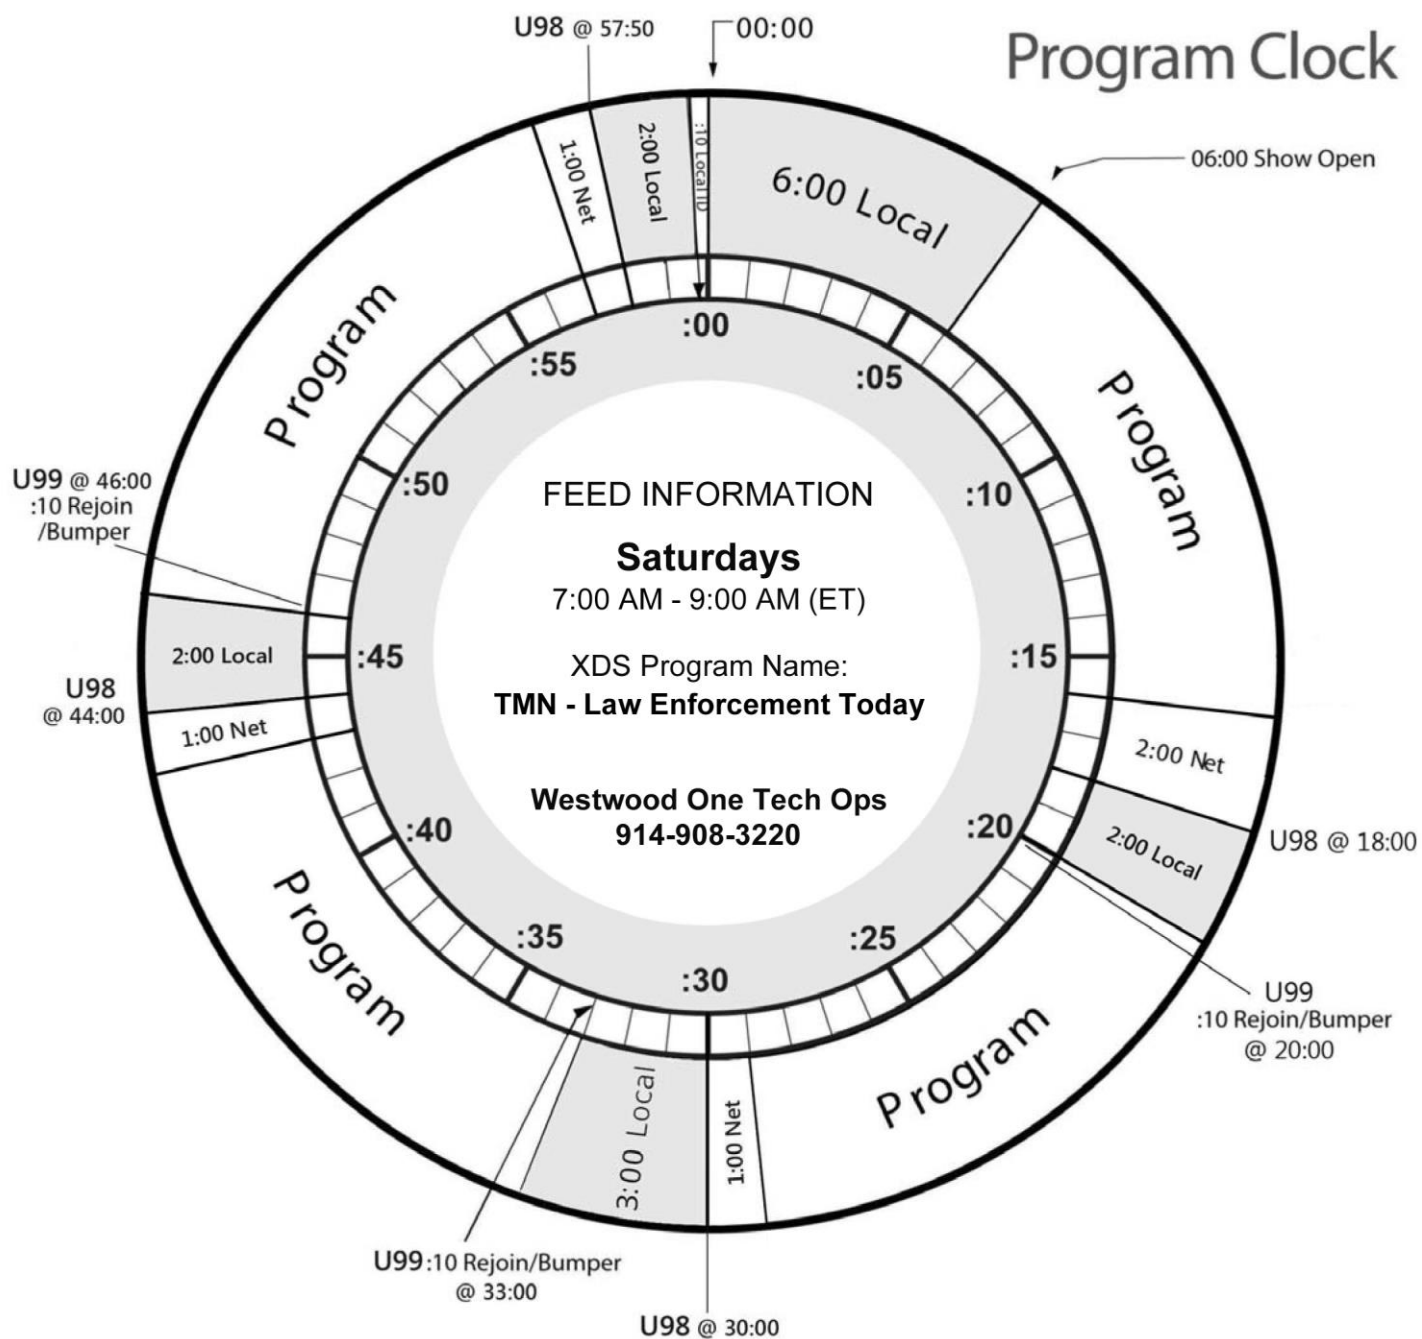 Program Clock
U98 @ 57:50
00:00
06:00 Show Open
1:00 Net
2:00 Local
:10 Local ID
6:00 Local
Program
Program
:00
:55
:05
:50
:10
U99 @ 46:00
:10 Rejoin
/Bumper
FEED INFORMATION
Saturdays
7:00 AM - 9:00 AM (ET)
2:00 Local
:45
:15
XDS Program Name:
TMN - Law Enforcement Today
U98
@ 44:00
1:00 Net
2:00 Net
Westwood One Tech Ops
914-908-3220
:40
:20
2:00 Local
U98 @ 18:00
Program
:35
:25
:30
U99
:10 Rejoin/Bumper
@ 20:00
Program
3:00 Local
1:00 Net
U99 :10 Rejoin/Bumper
@ 33:00
U98 @ 30:00